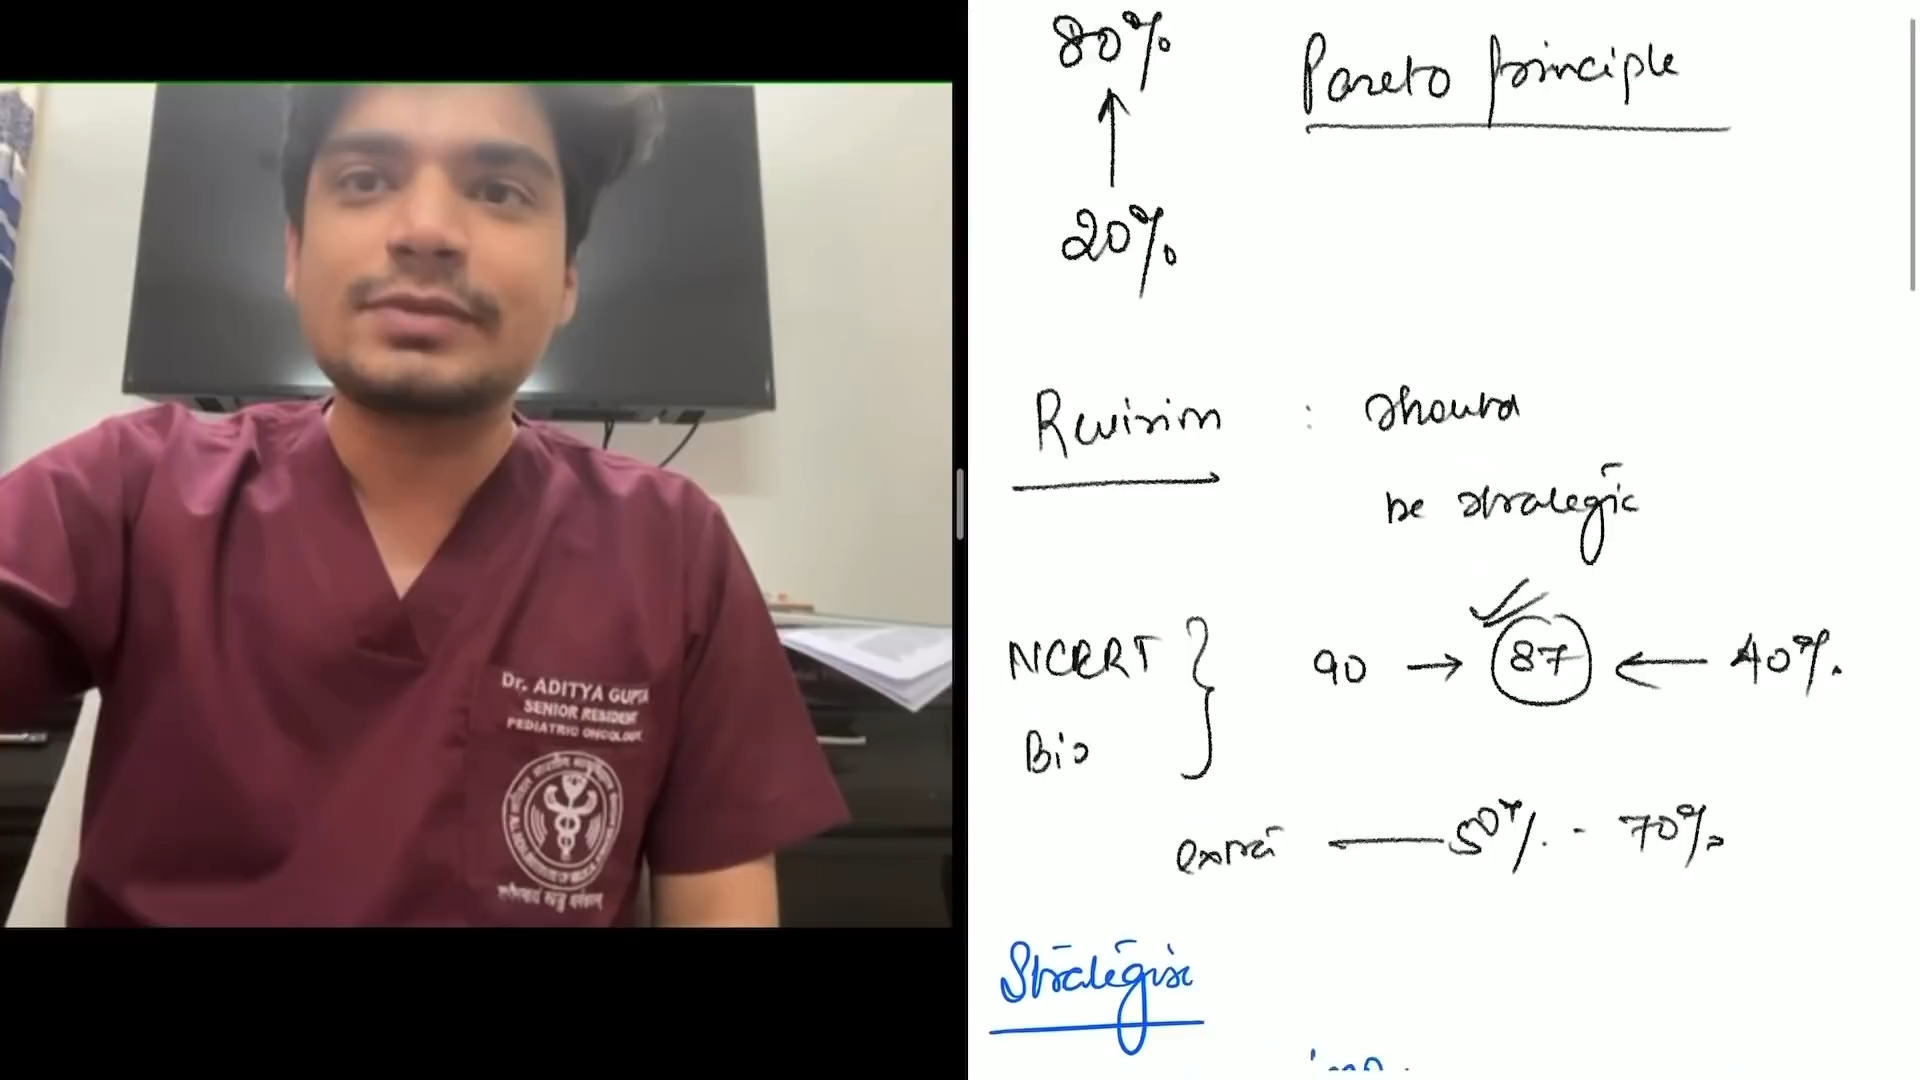 Dr. ADITYA GUPTA
SENIOR RESIDENT
PEDIATRIC ONCOLOGY
80%
Pareto principle
20%
Revision : should
be strategic
NCERT
Bio
90 → 87 ← 40%.
extra — 50%. - 70%
Strategise